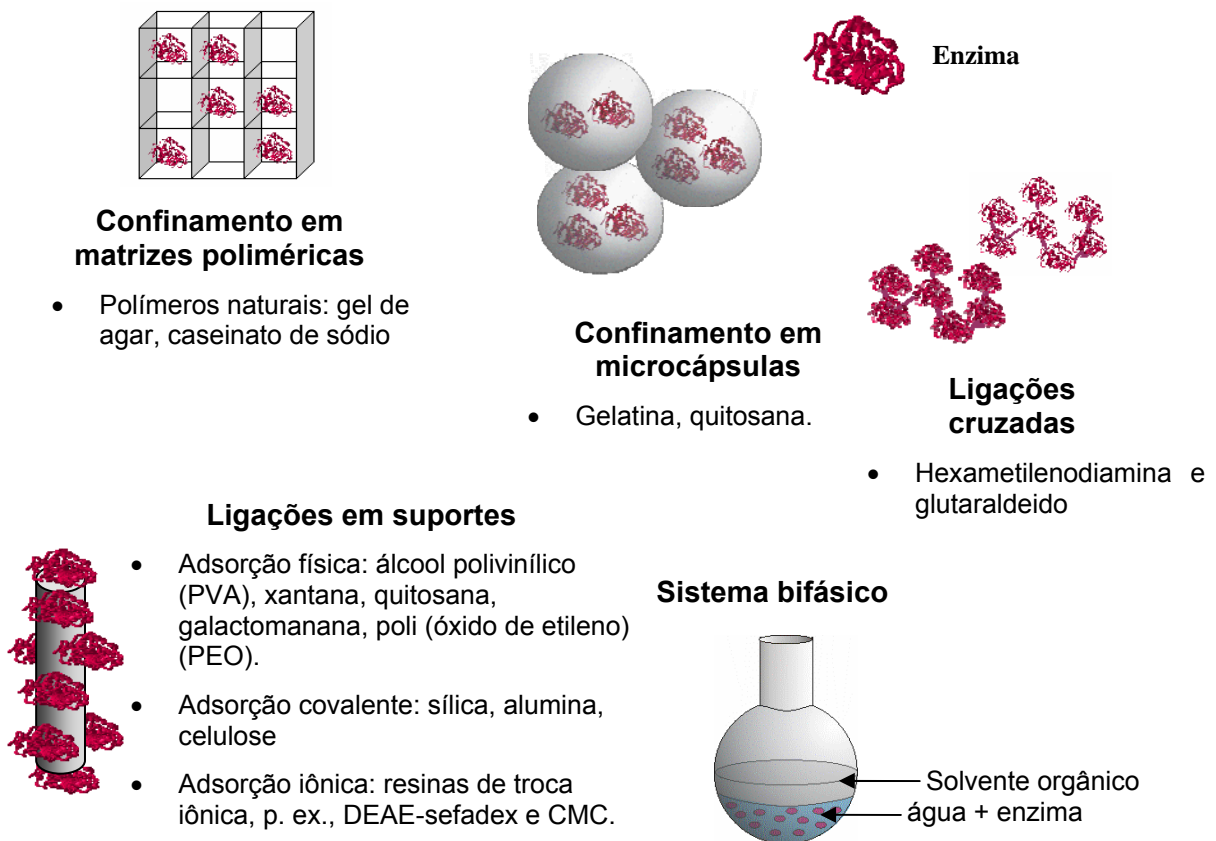 Enzima
Confinamento em
matrizes poliméricas
• Polímeros naturais: gel de
agar, caseinato de sódio
Confinamento em
microcápsulas
• Gelatina, quitosana.
Ligações
cruzadas
• Hexametilenodiamina e
glutaraldeido
Ligações em suportes
• Adsorção física: álcool polivinílico
(PVA), xantana, quitosana,
galactomanana, poli (óxido de etileno)
(PEO).
• Adsorção covalente: sílica, alumina,
celulose
• Adsorção iônica: resinas de troca
iônica, p. ex., DEAE-sefadex e CMC.
Sistema bifásico
Solvente orgânico
água + enzima